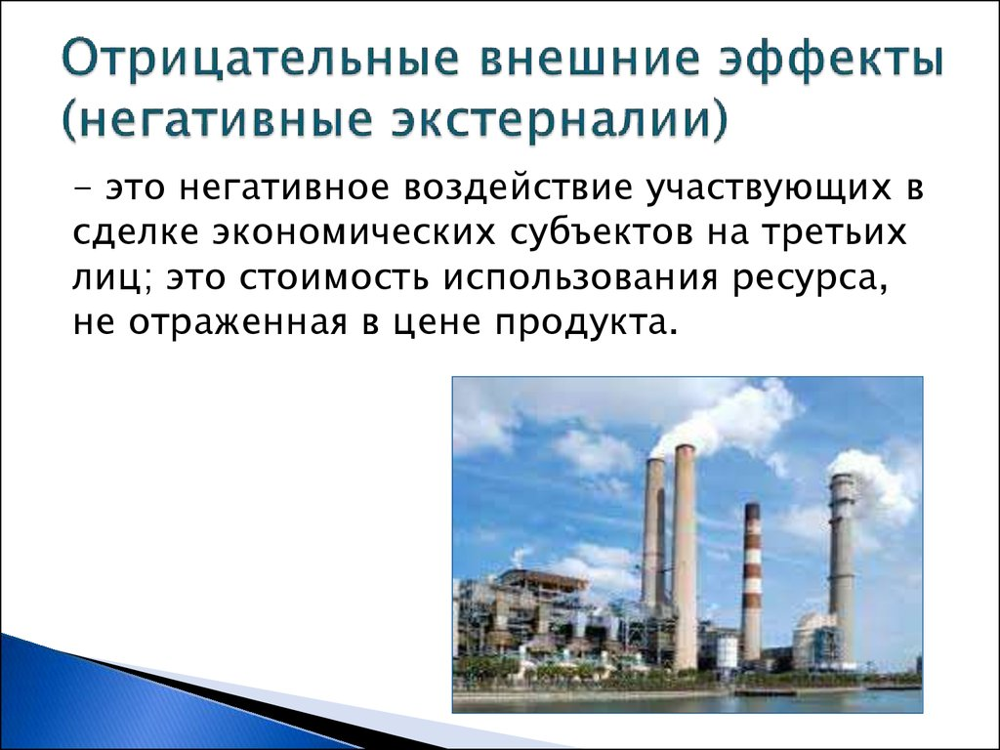 Отрицательные внешние эффекты
(негативные экстерналии)
- это негативное воздействие участвующих в
сделке экономических субъектов на третьих
лиц; это стоимость использования ресурса,
не отраженная в цене продукта.